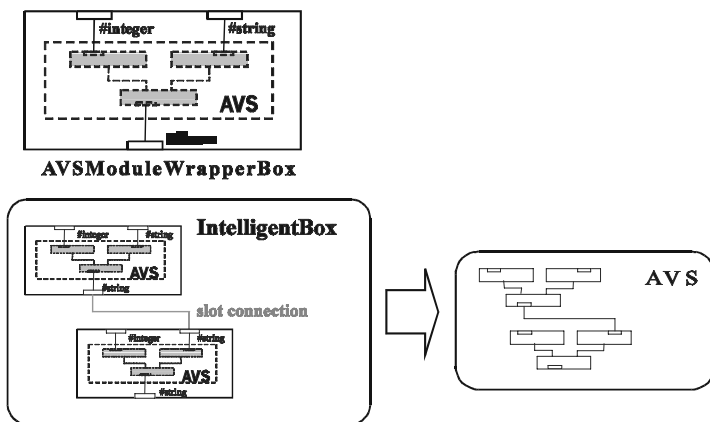 #integer #string
AVS
AVSModuleWrapperBox
IntelligentBox
#integer #string
AVS
#string
slot connection
#integer #string
AVS
#string
AVS